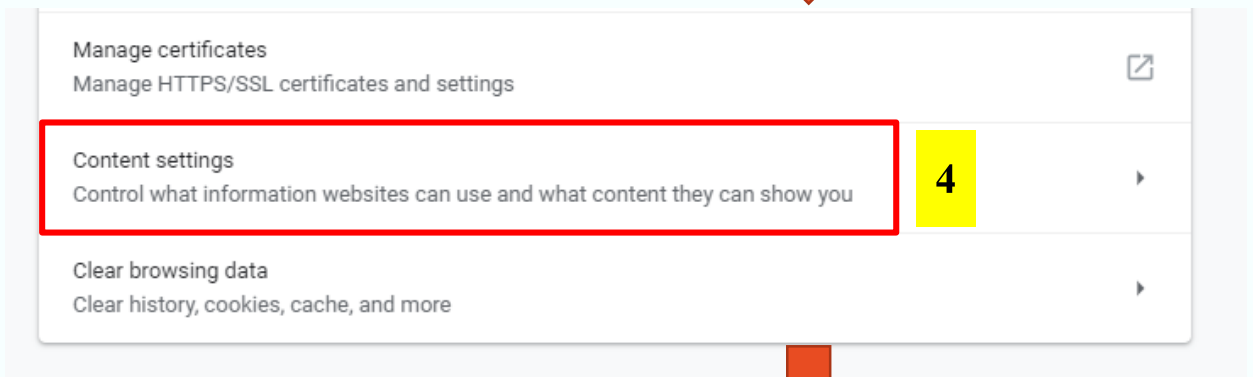 Manage certificates
Manage HTTPS/SSL certificates and settings
Content settings
Control what information websites can use and what content they can show you
4
Clear browsing data
Clear history, cookies, cache, and more